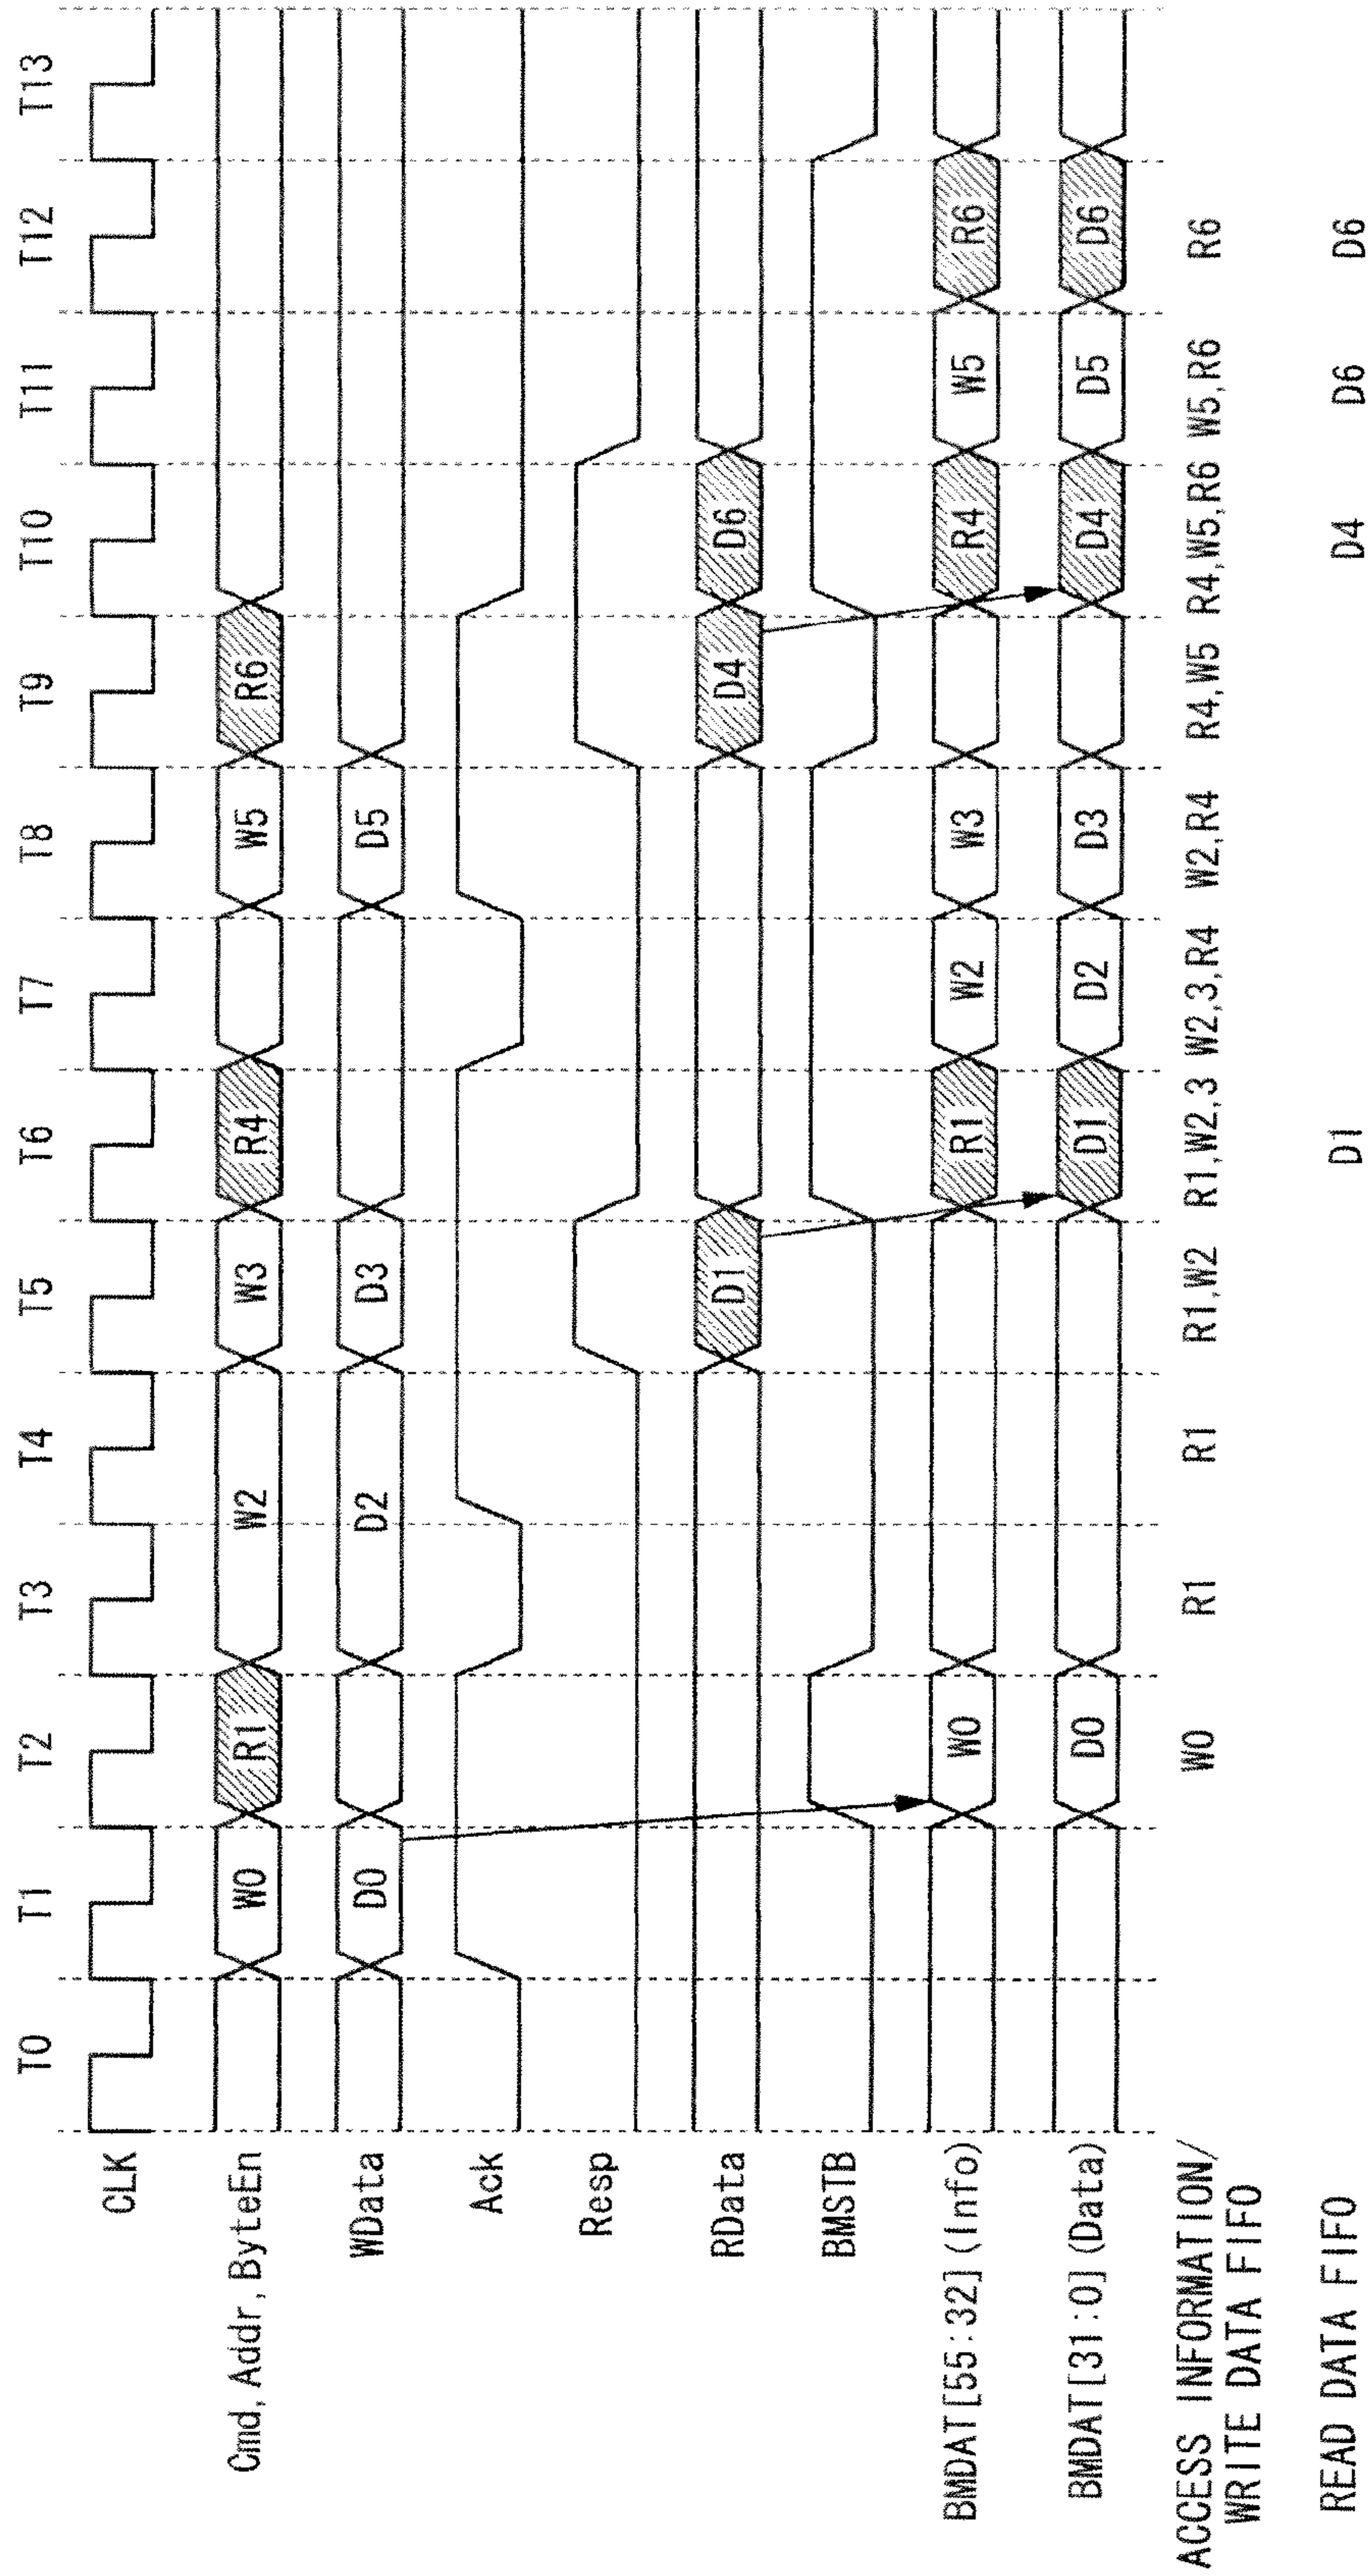 T0 T1 T2 T3 T4 T5 T6 T7 T8 T9 T10 T11 T12 T13
CLK
Cmd, Addr, ByteEn W0 R1 W2 W3 R4 W5 R6
WData D0 D2 D3 D5
Ack
Resp
RData D1 D4 D6
BMSTB
BMDAT[55:32](Info) W0 R1 W2 W3 R4 W5 R6
BMDAT[31:0](Data) D0 D1 D2 D3 D4 D5 D6
ACCESS INFORMATION/
WRITE DATA FIFO W0 R1 R1 R1,W2 R1,W2,3 W2,3,R4 W2,R4 R4,W5 R4,W5,R6 W5,R6 R6
READ DATA FIFO D1 D4 D6 D6